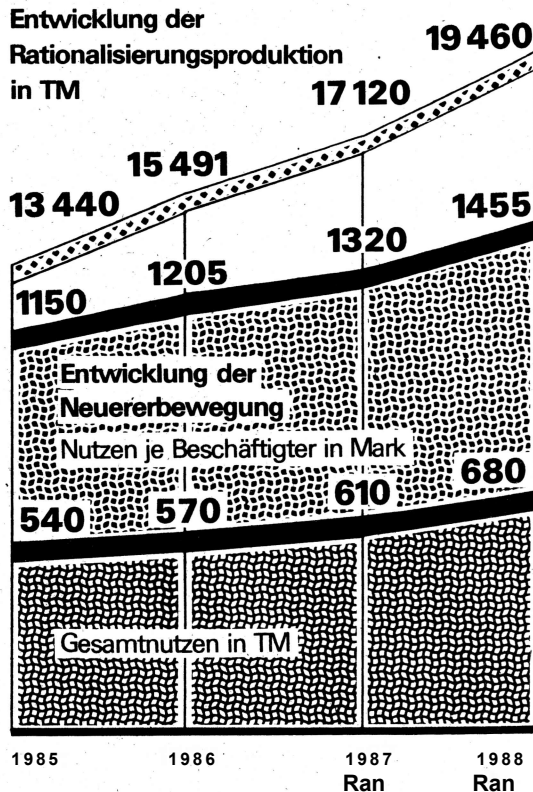 Entwicklung der
Rationalisierungsproduktion
in TM
19 460
17 120
15 491
13 440
1455
1320
1205
1150
Entwicklung der
Neuererbewegung
Nutzen je Beschäftigter in Mark
680
610
570
540
Gesamtnutzen in TM
1985 1986 1987 1988
Ran Ran